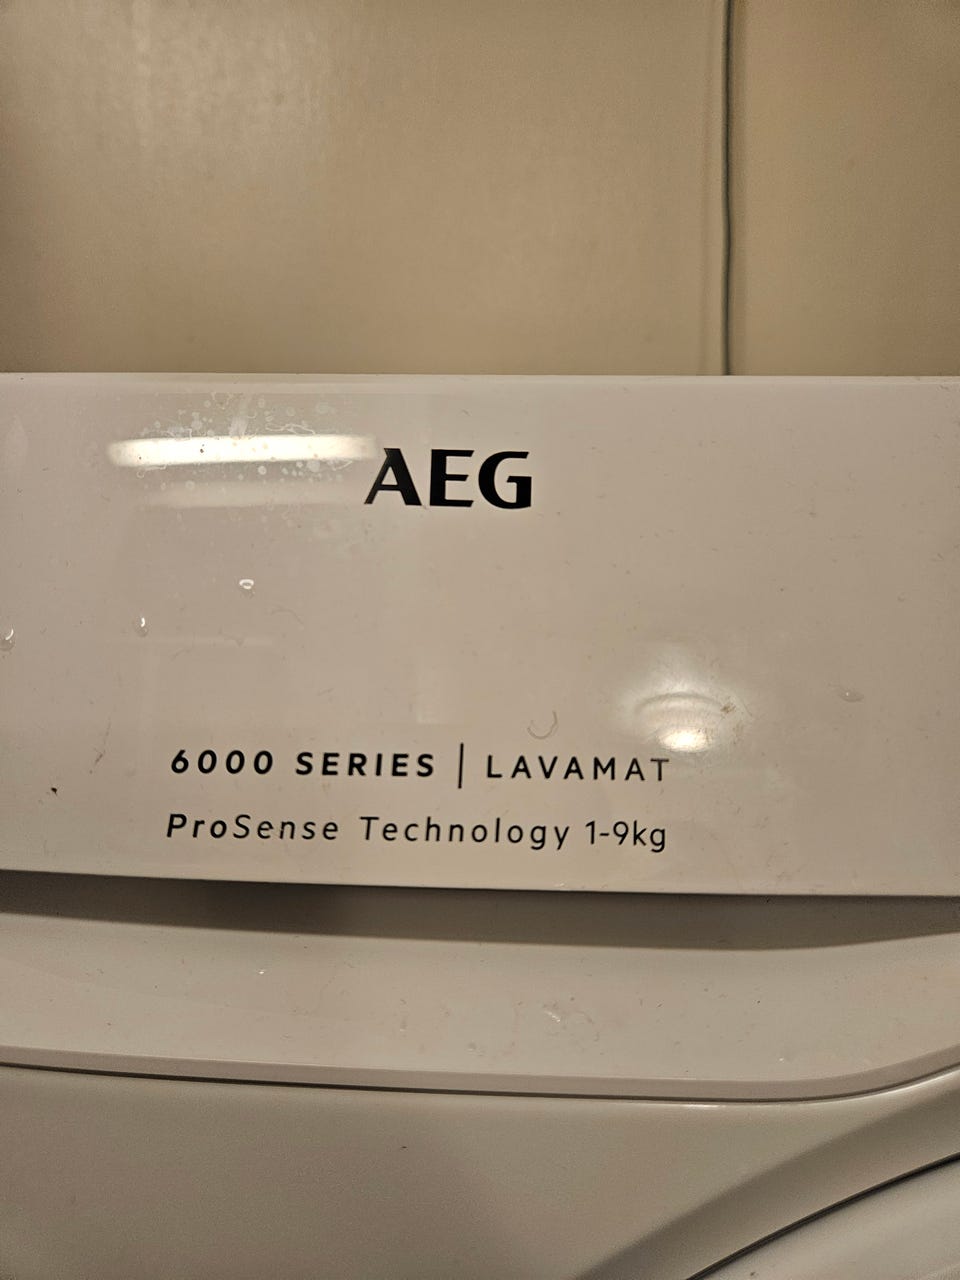 AEG
6000 SERIES | LAVAMAT
ProSense Technology 1-9kg